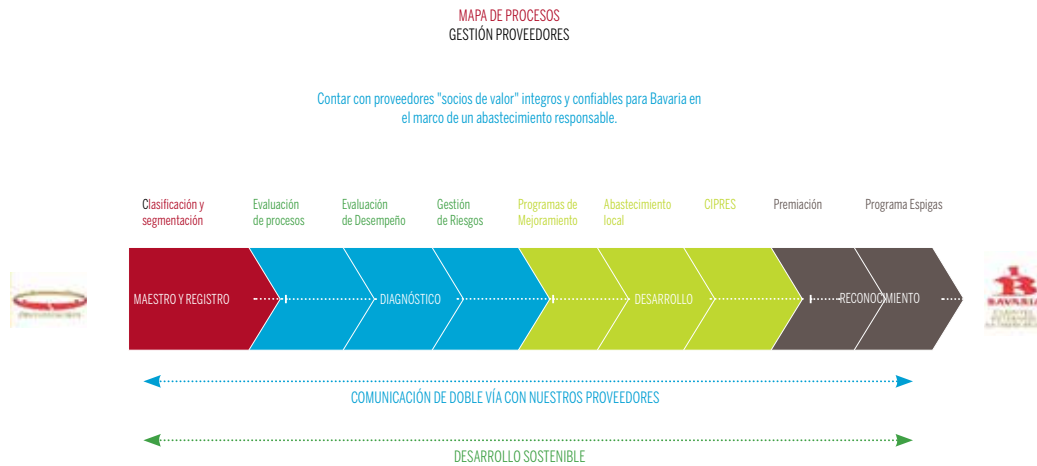 MAPA DE PROCESOS
GESTIÓN PROVEEDORES
Contar con proveedores "socios de valor" integros y confiables para Bavaria en
el marco de un abastecimiento responsable.
Clasificación y
segmentación
Evaluación
de procesos
Evaluación
de Desempeño
Gestión
de Riesgos
Programas de
Mejoramiento
Abastecimiento
local
CIPRES
Premiación
Programa Espigas
MAESTRO Y REGISTRO
DIAGNÓSTICO
DESARROLLO
RECONOCIMIENTO
BAVARIA
COMUNICACIÓN DE DOBLE VÍA CON NUESTROS PROVEEDORES
DESARROLLO SOSTENIBLE